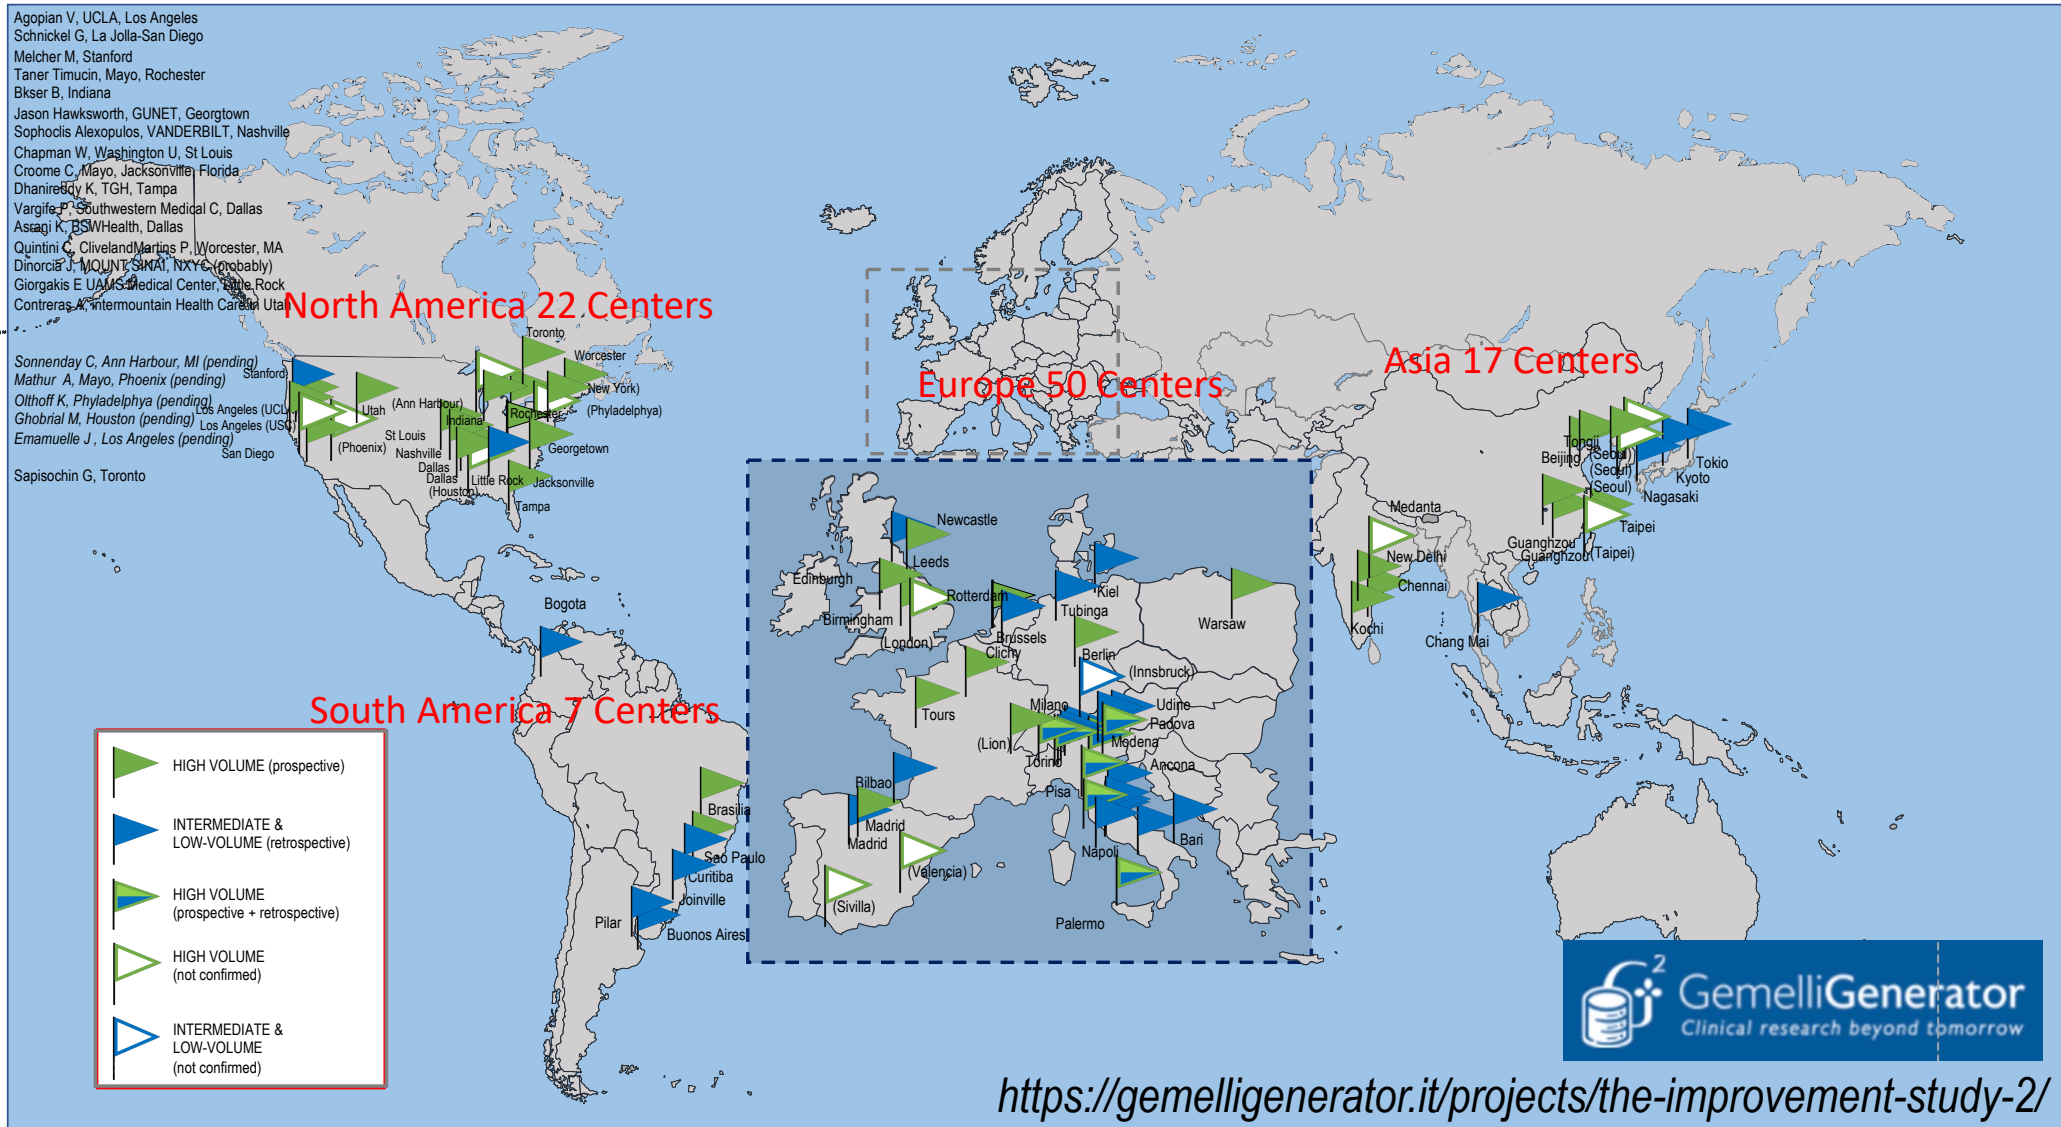 Agopian V, UCLA, Los Angeles
Schnickel G, La Jolla-San Diego
Melcher M, Stanford
Taner Timucin, Mayo, Rochester
Bkser B, Indiana
Jason Hawksworth, GUNET, Georgtown
Sophoclis Alexopulos, VANDERBILT, Nashville
Chapman W, Washington U, St Louis
Croome C, Mayo, Jacksonville, Florida
Dhanireddy K, TGH, Tampa
Vargife P, Southwestern Medical C, Dallas
Asrani K, BSWHealth, Dallas
Quintini C, ClivelandMartins P, Worcester, MA
Dinorcia J, MOUNT SINAI, NXYC (probably)
Giorgakis E UAMS Medical Center, Little Rock
Contreras A, Intermountain Health Care in Utah
Sonnenday C, Ann Harbour, MI (pending)
Mathur A, Mayo, Phoenix (pending)
Olthoff K, Phyladelphya (pending)
Ghobrial M, Houston (pending)
Emamuelle J , Los Angeles (pending)
Sapisochin G, Toronto
North America 22 Centers
Toronto
Worcester
Stanford
New York)
(Phyladelphya)
Los Angeles (UCL
Los Angeles (USC)
San Diego
Utah
(Phoenix)
(Ann Harbour)
Indiana
Rochester
St Louis
Nashville
Dallas
Dallas
(Houston)
Little Rock
Georgetown
Jacksonville
Tampa
Europe 50 Centers
Asia 17 Centers
Tongji
Beijing
(Seoul)
(Seoul)
(Seoul)
Tokio
Kyoto
Nagasaki
Medanta
New Delhi
Chennai
Kochi
Guanghzou
Guanghzou
Taipei
(Taipei)
Chang Mai
Newcastle
Leeds
Edinburgh
Birmingham
(London)
Rotterdam
Brussels
Clichy
Tours
Kiel
Tubinga
Berlin
Warsaw
(Innsbruck)
Milano
Udine
Padova
Modena
(Lion)
Torino
Ancona
Pisa
Bilbao
Madrid
Madrid
(Valencia)
(Sivilla)
Napoli
Bari
Palermo
Bogota
South America 7 Centers
Brasilia
Sao Paulo
Curitiba
Joinville
Pilar
Buonos Aires
HIGH VOLUME (prospective)
INTERMEDIATE &
LOW-VOLUME (retrospective)
HIGH VOLUME
(prospective + retrospective)
HIGH VOLUME
(not confirmed)
INTERMEDIATE &
LOW-VOLUME
(not confirmed)
G2
GemelliGenerator
Clinical research beyond tomorrow
https://gemelligenerator.it/projects/the-improvement-study-2/